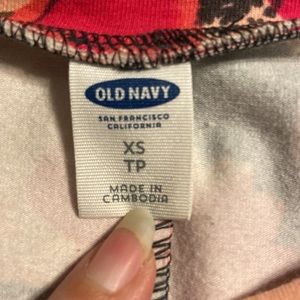 OLD NAVY
SAN FRANCISCO
CALIFORNIA
XS
TP
MADE IN
CAMBODIA